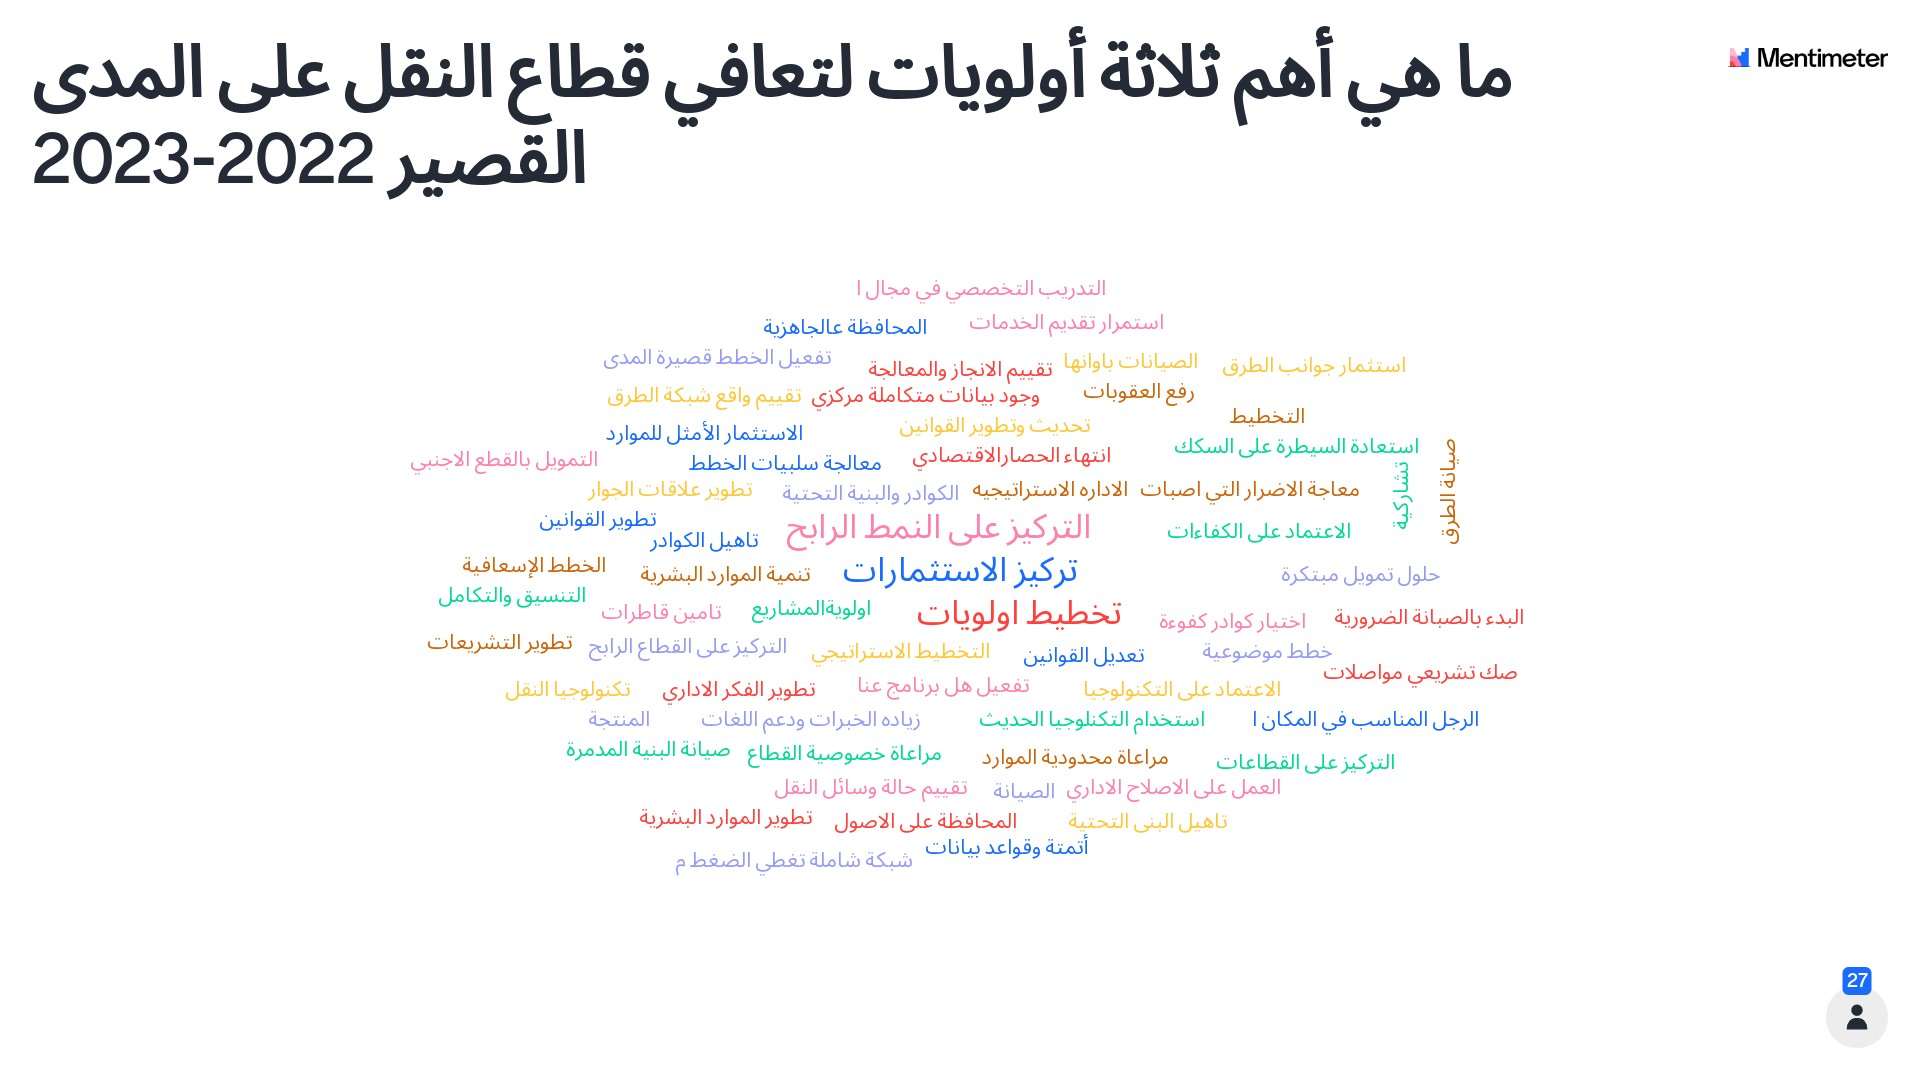 ما هي أهم ثلاثة أولويات لتعافي قطاع النقل على المدى
القصير 2022-2023
Mentimeter
التدريب التخصصي في مجال ا
استمرار تقديم الخدمات
المحافظة عالجاهزية
استثمار جوانب الطرق
الصيانات باوانها
تقييم الانجاز والمعالجة
تفعيل الخطط قصيرة المدى
رفع العقوبات
وجود بيانات متكاملة مركزي
تقييم واقع شبكة الطرق
التخطيط
تحديث وتطوير القوانين
الاستثمار الأمثل للموارد
استعادة السيطرة على السكك
انتهاء الحصارالاقتصادي
معالجة سلبيات الخطط
التمويل بالقطع الاجنبي
صيانة الطرق
تشاركية
معاجة الاضرار التي اصبات
الاداره الاستراتيجيه
الكوادر والبنية التحتية
تطوير علاقات الجوار
الاعتماد على الكفاءات
التركيز على النمط الرابح
تطوير القوانين
تاهيل الكوادر
حلول تمويل مبتكرة
تركيز الاستثمارات
تنمية الموارد البشرية
الخطط الإسعافية
البدء بالصبانة الضرورية
اختيار كوادر كفوءة
تخطيط اولويات
اولويةالمشاريع
تامين قاطرات
التنسيق والتكامل
خطط موضوعية
تعديل القوانين
التخطيط الاستراتيجي
التركيز على القطاع الرابح
تطوير التشريعات
صك تشريعي مواصلات
الاعتماد على التكنولوجيا
تفعيل هل برنامج عنا
تطوير الفكر الاداري
تكنولوجيا النقل
الرجل المناسب في المكان ا
استخدام التكنلوجيا الحديث
زياده الخبرات ودعم اللغات
المنتجة
التركيز على القطاعات
مراعاة محدودية الموارد
مراعاة خصوصية القطاع
صيانة البنية المدمرة
العمل على الاصلاح الاداري
الصيانة
تقييم حالة وسائل النقل
تاهيل البنى التحتية
المحافظة على الاصول
تطوير الموارد البشرية
أتمتة وقواعد بيانات
شبكة شاملة تغطي الضغط م
27